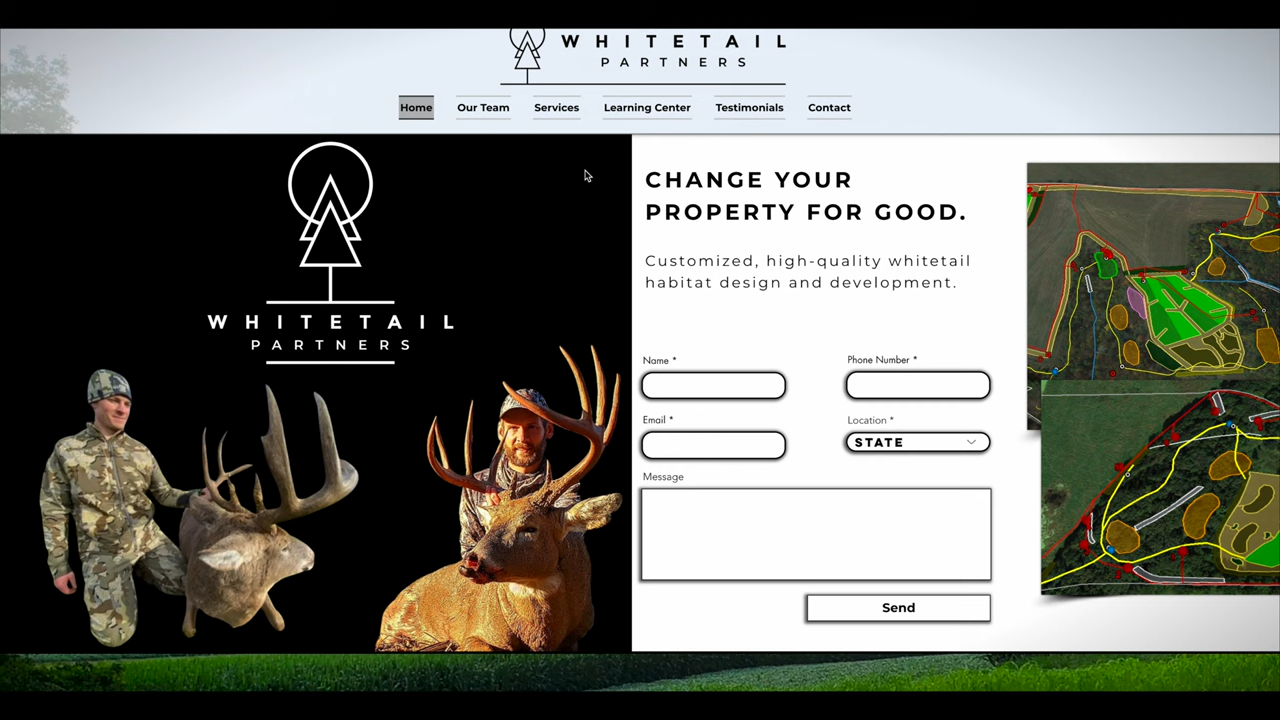 WHITETAIL
PARTNERS
Home
Our Team
Services
Learning Center
Testimonials
Contact
WHITETAIL
PARTNERS
CHANGE YOUR
PROPERTY FOR GOOD.
Customized, high-quality whitetail
habitat design and development.
Name *
Phone Number *
Email *
Location *
STATE
Message
Send